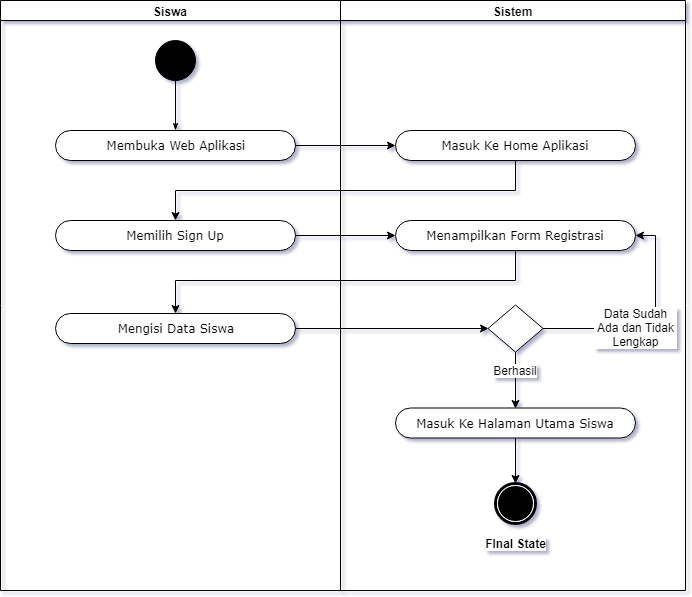 Siswa
Sistem
Membuka Web Aplikasi
Masuk Ke Home Aplikasi
Memilih Sign Up
Menampilkan Form Registrasi
Mengisi Data Siswa
Data Sudah
Ada dan Tidak
Lengkap
Berhasil
Masuk Ke Halaman Utama Siswa
FInal State